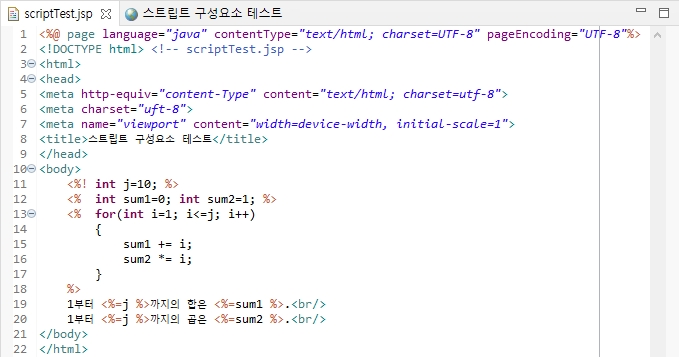 scriptTest.jsp 스트립트 구성요소 테스트
1 <%@ page language="java" contentType="text/html; charset=UTF-8" pageEncoding="UTF-8"%>
2 <!DOCTYPE html> <!-- scriptTest.jsp -->
3 <html>
4 <head>
5 <meta http-equiv="content-Type" content="text/html; charset=utf-8">
6 <meta charset="uft-8">
7 <meta name="viewport" content="width=device-width, initial-scale=1">
8 <title>스트립트 구성요소 테스트</title>
9 </head>
10 <body>
11 <%! int j=10; %>
12 <% int sum1=0; int sum2=1; %>
13 <% for(int i=1; i<=j; i++)
14 {
15 sum1 += i;
16 sum2 *= i;
17 }
18 %>
19 1부터 <%=j %>까지의 합은 <%=sum1 %>.<br/>
20 1부터 <%=j %>까지의 곱은 <%=sum2 %>.<br/>
21 </body>
22 </html>